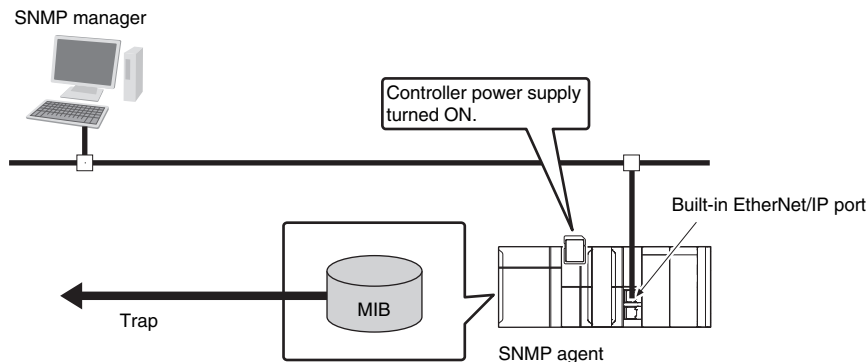 SNMP manager
Controller power supply
turned ON.
Built-in EtherNet/IP port
MIB
Trap
SNMP agent